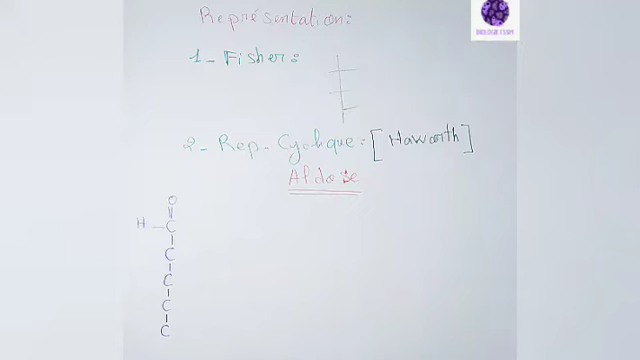 Représentation:
1- Fisher:
2- Rep. Cyclique: [Haworth]
Aldose
O
H - C
C
C
C
C